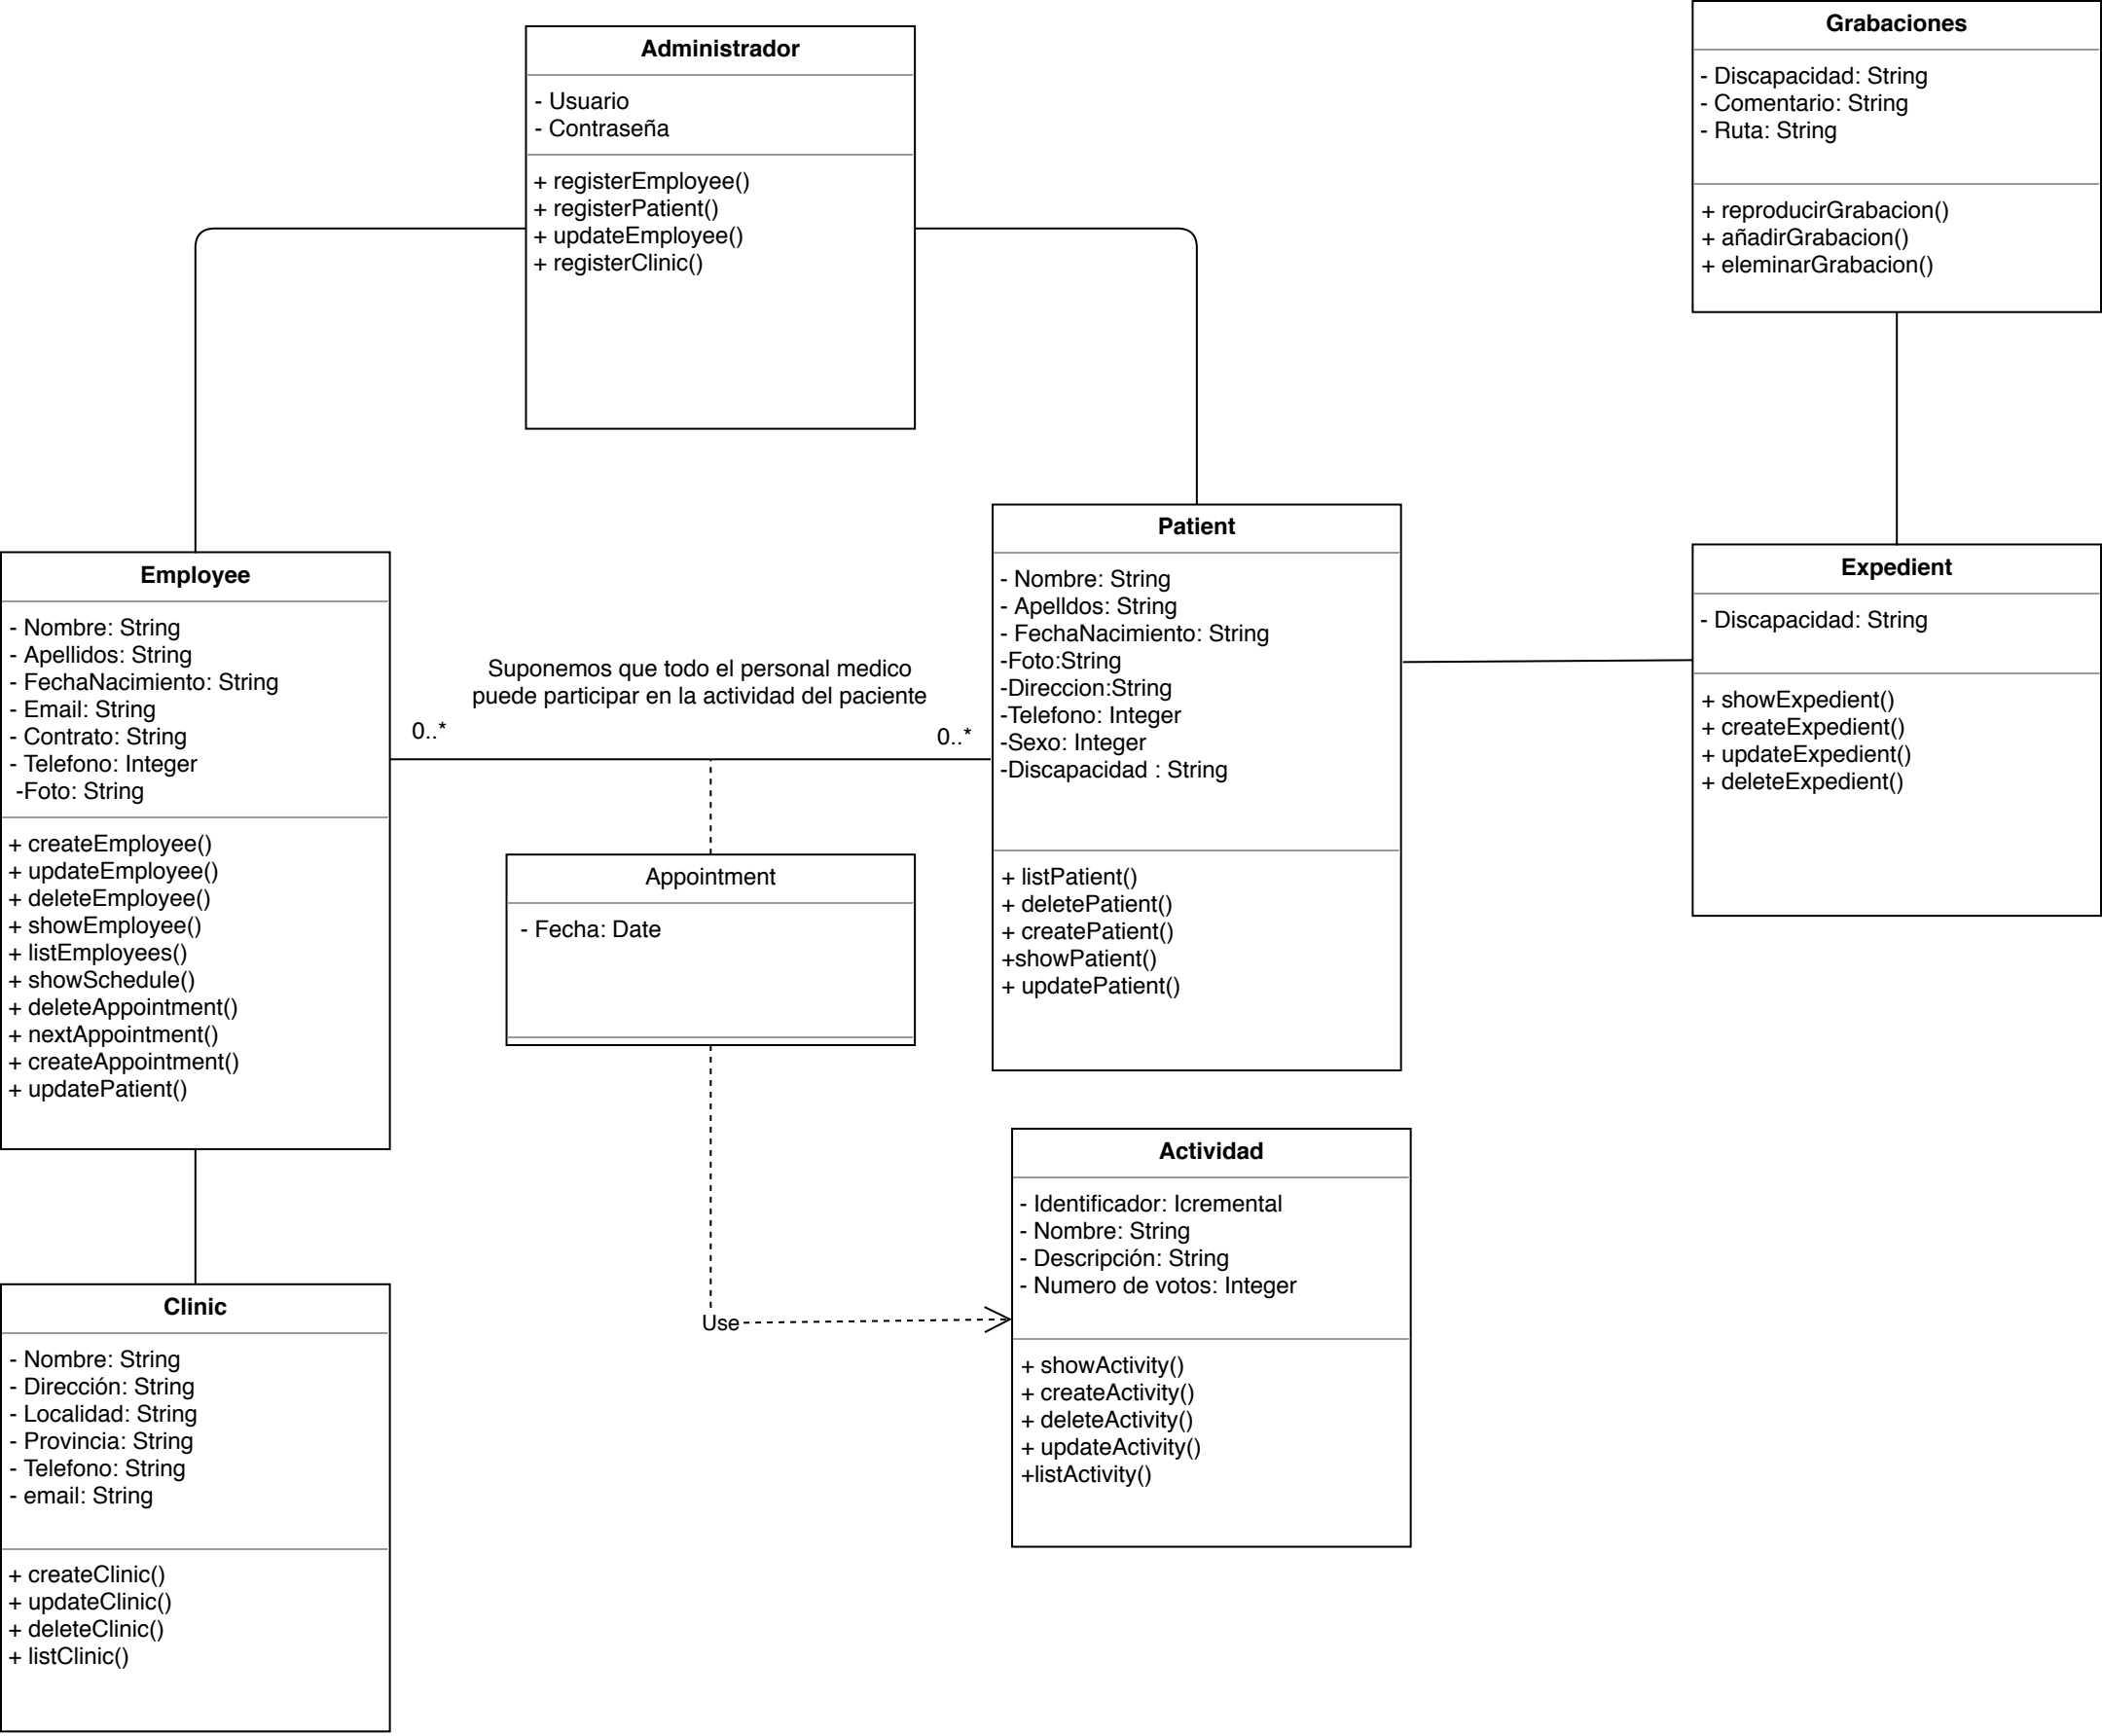 Administrador
- Usuario
- Contraseña
+ registerEmployee()
+ registerPatient()
+ updateEmployee()
+ registerClinic()
Grabaciones
- Discapacidad: String
- Comentario: String
- Ruta: String
+ reproducirGrabacion()
+ añadirGrabacion()
+ eleminarGrabacion()
Employee
- Nombre: String
- Apellidos: String
- FechaNacimiento: String
- Email: String
- Contrato: String
- Telefono: Integer
-Foto: String
+ createEmployee()
+ updateEmployee()
+ deleteEmployee()
+ showEmployee()
+ listEmployees()
+ showSchedule()
+ deleteAppointment()
+ nextAppointment()
+ createAppointment()
+ updatePatient()
Suponemos que todo el personal medico
puede participar en la actividad del paciente
0..*
0..*
Patient
- Nombre: String
- Apelldos: String
- FechaNacimiento: String
-Foto:String
-Direccion:String
-Telefono: Integer
-Sexo: Integer
-Discapacidad : String
+ listPatient()
+ deletePatient()
+ createPatient()
+showPatient()
+ updatePatient()
Expedient
- Discapacidad: String
+ showExpedient()
+ createExpedient()
+ updateExpedient()
+ deleteExpedient()
Appointment
- Fecha: Date
Use
Actividad
- Identificador: Icremental
- Nombre: String
- Descripción: String
- Numero de votos: Integer
+ showActivity()
+ createActivity()
+ deleteActivity()
+ updateActivity()
+listActivity()
Clinic
- Nombre: String
- Dirección: String
- Localidad: String
- Provincia: String
- Telefono: String
- email: String
+ createClinic()
+ updateClinic()
+ deleteClinic()
+ listClinic()